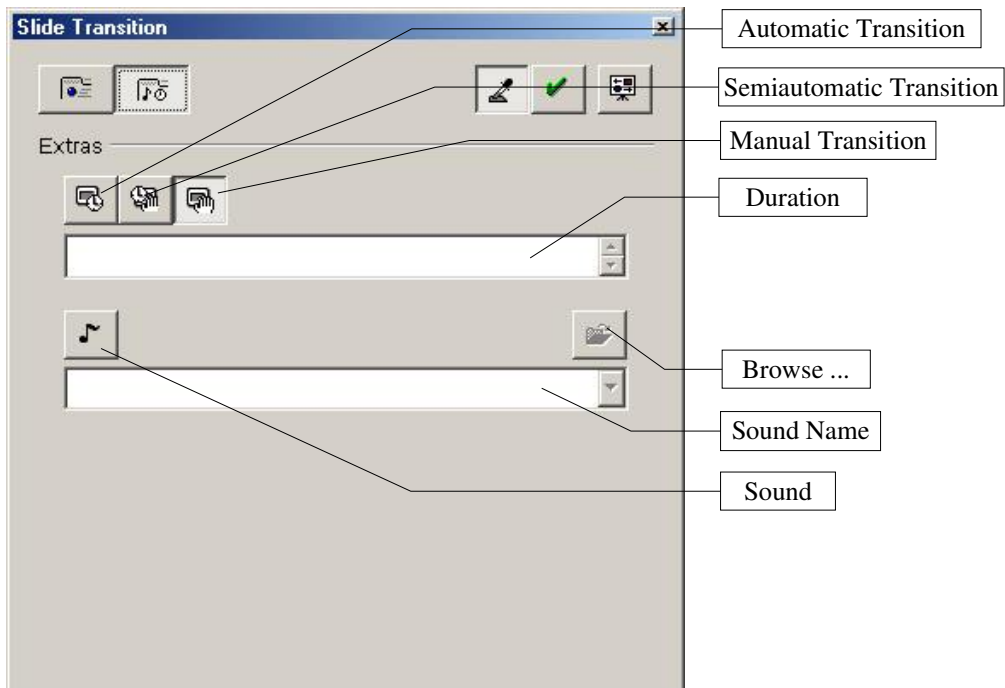 Slide Transition
Automatic Transition
Semiautomatic Transition
Extras
Manual Transition
Duration
Browse ...
Sound Name
Sound